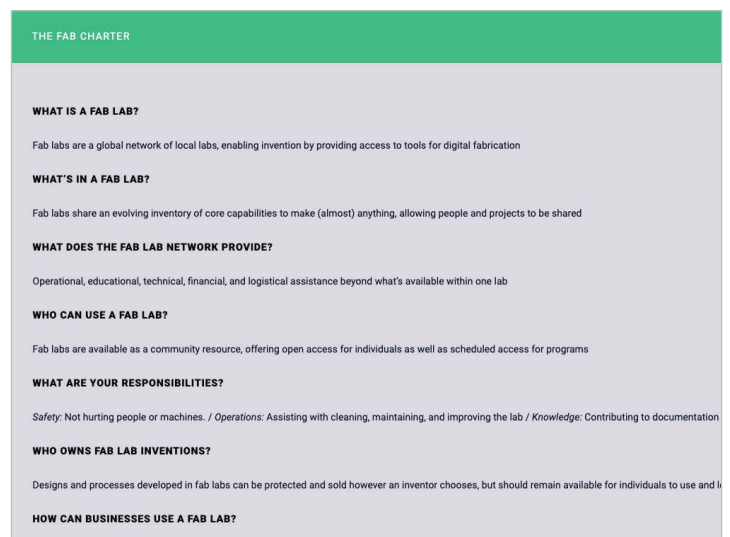 THE FAB CHARTER
WHAT IS A FAB LAB?
Fab labs are a global network of local labs, enabling invention by providing access to tools for digital fabrication
WHAT'S IN A FAB LAB?
Fab labs share an evolving inventory of core capabilities to make (almost) anything, allowing people and projects to be shared
WHAT DOES THE FAB LAB NETWORK PROVIDE?
Operational, educational, technical, financial, and logistical assistance beyond what's available within one lab
WHO CAN USE A FAB LAB?
Fab labs are available as a community resource, offering open access for individuals as well as scheduled access for programs
WHAT ARE YOUR RESPONSIBILITIES?
Safety: Not hurting people or machines. / Operations: Assisting with cleaning, maintaining, and improving the lab / Knowledge: Contributing to documentation
WHO OWNS FAB LAB INVENTIONS?
Designs and processes developed in fab labs can be protected and sold however an inventor chooses, but should remain available for individuals to use and
HOW CAN BUSINESSES USE A FAB LAB?